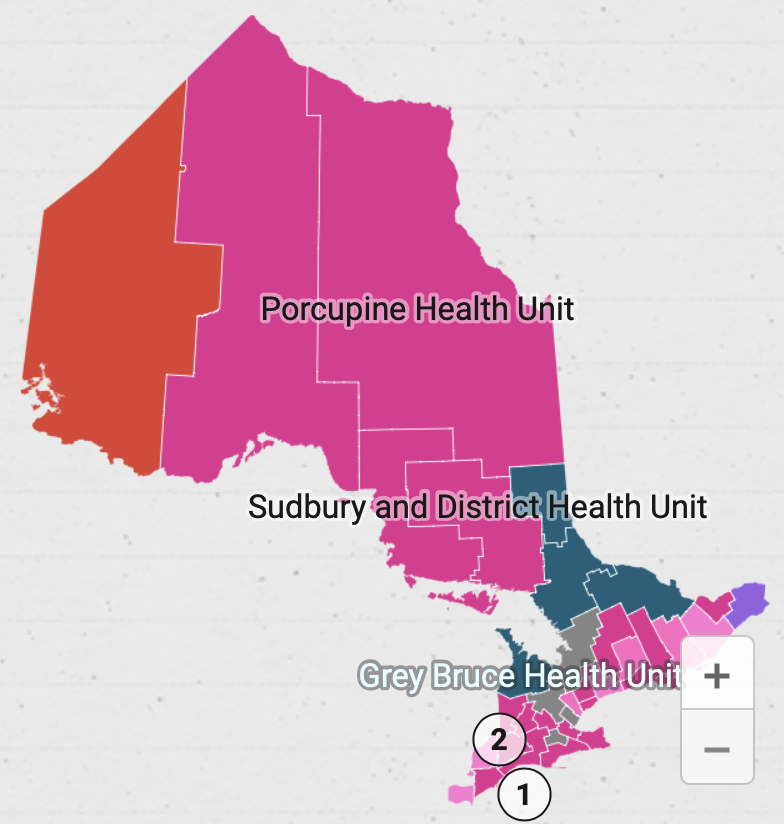 Porcupine Health Unit
Sudbury and District Health Unit
Grey Bruce Health Unit
+
2
−
1